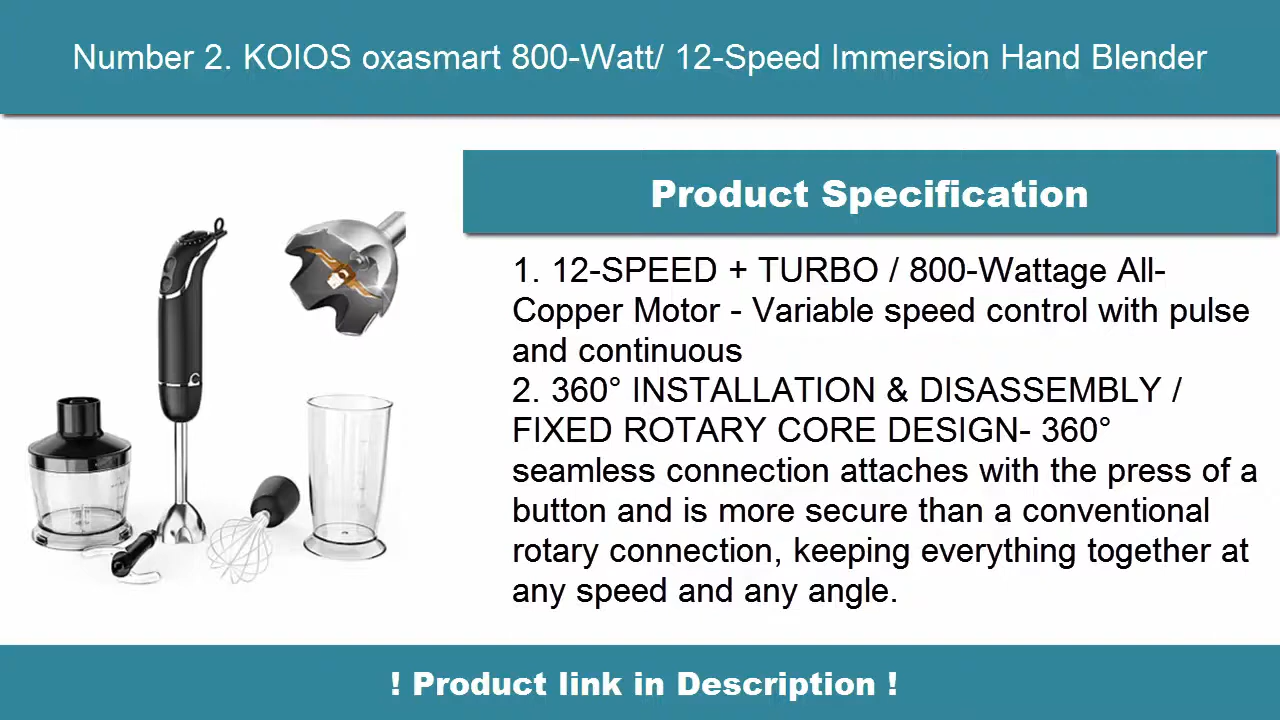 Number 2. KOIOS oxasmart 800-Watt/ 12-Speed Immersion Hand Blender
Product Specification
1. 12-SPEED + TURBO / 800-Wattage All-
Copper Motor - Variable speed control with pulse
and continuous
2. 360° INSTALLATION & DISASSEMBLY /
FIXED ROTARY CORE DESIGN- 360°
seamless connection attaches with the press of a
button and is more secure than a conventional
rotary connection, keeping everything together at
any speed and any angle.
! Product link in Description !